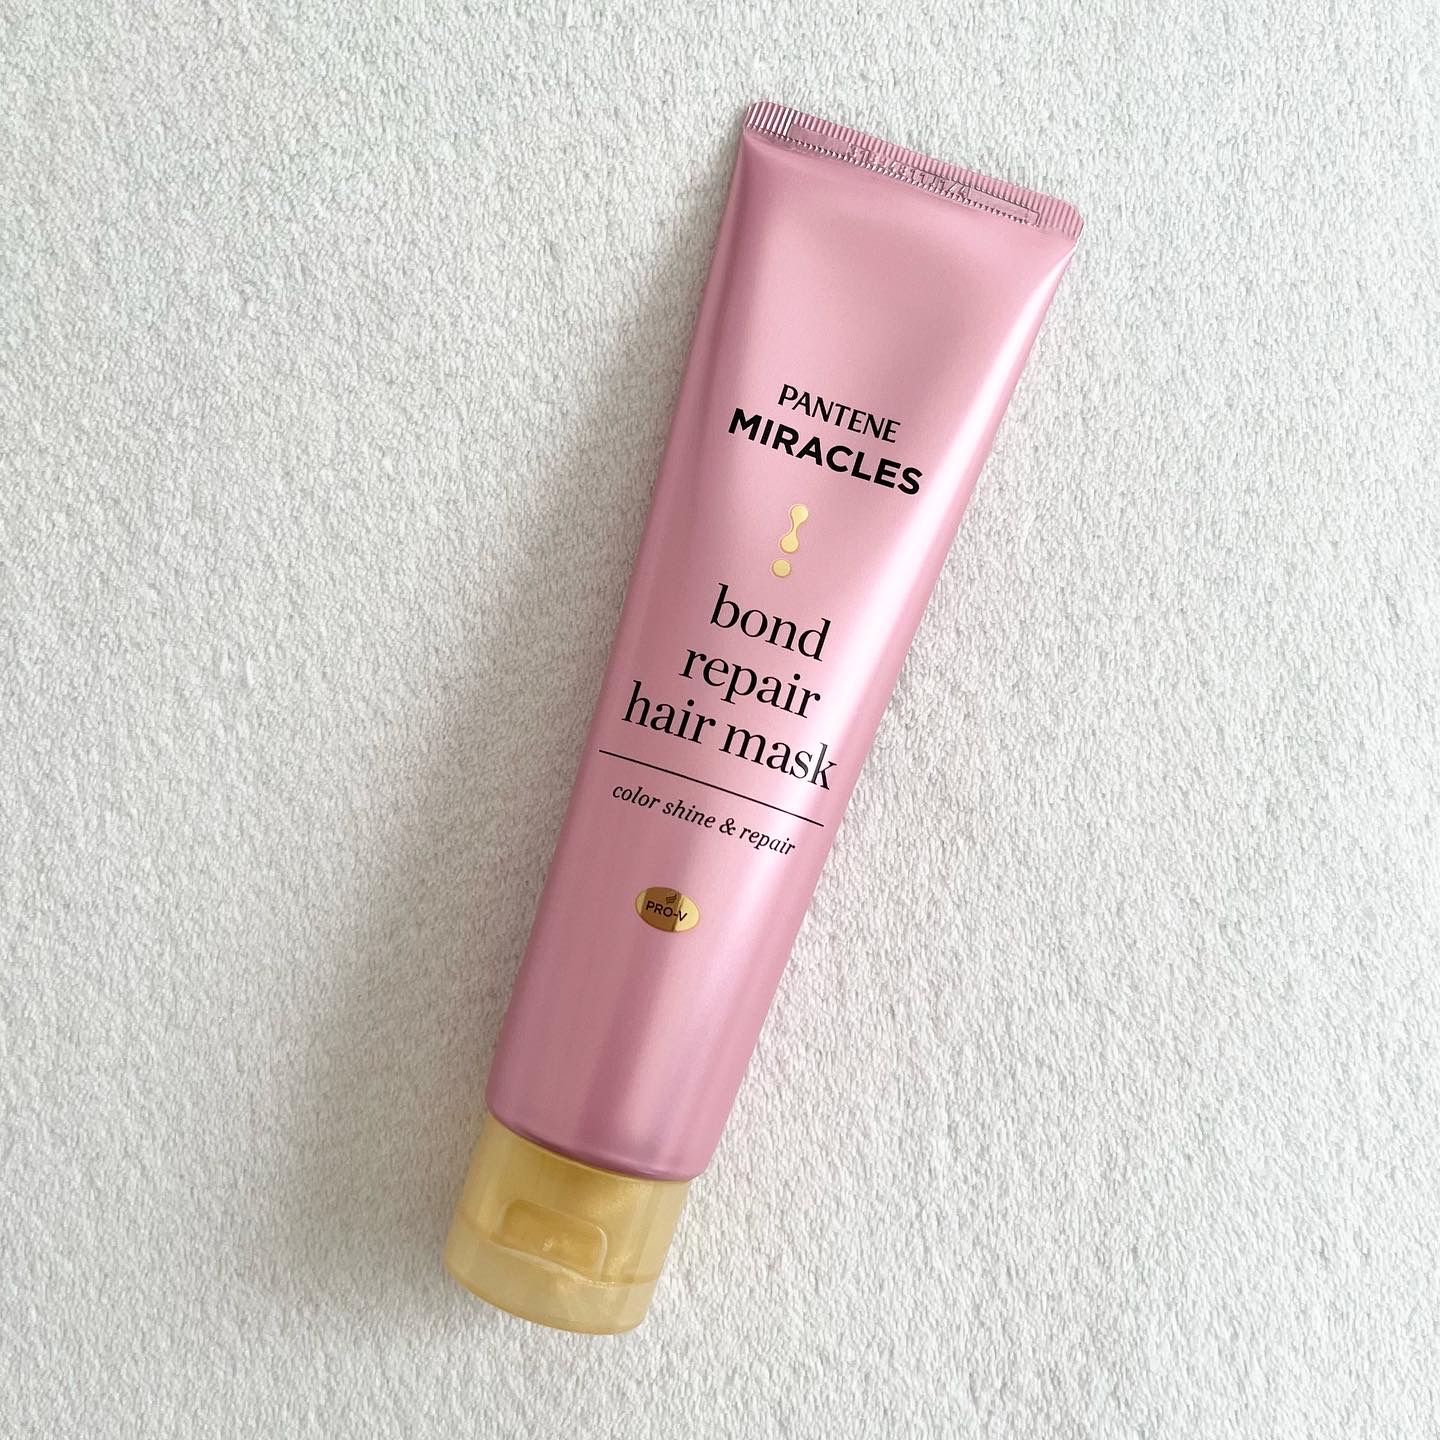 PANTENE
MIRACLES
bond
repair
hair mask
color shine & repair
PRO-V